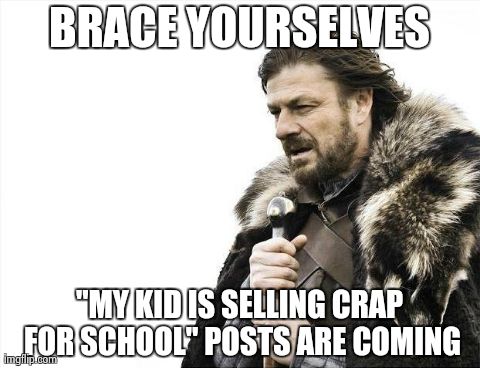 BRACE YOURSELVES
"MY KID IS SELLING CRAP
FOR SCHOOL" POSTS ARE COMING
imgflip.com